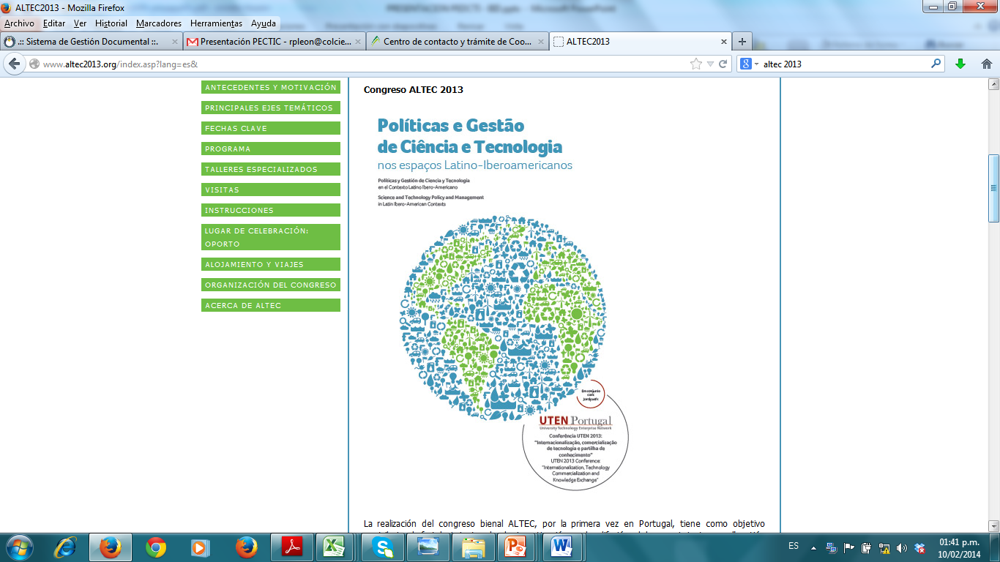 ALTEC2013 - Mozilla Firefox
Archivo Editar Ver Historial Marcadores Herramientas Ayuda
.:: Sistema de Gestión Documental ::.
Presentación PECTIC - rpleon@colcie...
Centro de contacto y trámite de Coo...
ALTEC2013
www.altec2013.org/index.asp?lang=es&
altec 2013
ANTECEDENTES Y MOTIVACIÓN
PRINCIPALES EJES TEMÁTICOS
FECHAS CLAVE
PROGRAMA
TALLERES ESPECIALIZADOS
VISITAS
INSTRUCCIONES
LUGAR DE CELEBRACIÓN:
OPORTO
ALOJAMIENTO Y VIAJES
ORGANIZACIÓN DEL CONGRESO
ACERCA DE ALTEC
Congreso ALTEC 2013
Políticas e Gestão
de Ciência e Tecnologia
nos espaços Latino-Iberoamericanos
Políticas y Gestión de Ciencia y Tecnología
en el Contexto Latino Ibero-Americano
Science and Technology Policy and Management
in Latin Ibero-American Contexts
Em conjunto
com:
Jointly with:
UTEN Portugal
University Technology Enterprise Network
Conferência UTEN 2013:
"Internacionalização, comercialização
de tecnologia e partilha de
conhecimento"
UTEN 2013 Conference:
"Internationalization, Technology
Commercialization and
Knowledge Exchange"
La realización del congreso bienal ALTEC, por la primera vez en Portugal, tiene como objetivo
ES
01:41 p.m.
10/02/2014